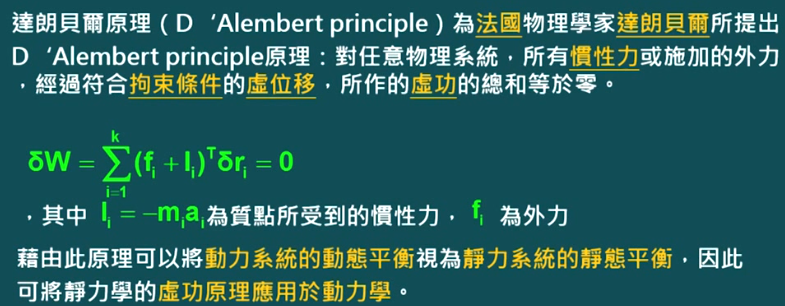 達朗貝爾原理（D‘Alembert principle）為法國物理學家達朗貝爾所提出
D‘Alembert principle原理：對任意物理系統，所有慣性力或施加的外力
，經過符合拘束條件的虛位移，所作的虛功的總和等於零。
δW = ∑_{i=1}^{k} (f_i + I_i)^T δr_i = 0
，其中 I_i = −m_i a_i 為質點所受到的慣性力， f_i 為外力
藉由此原理可以將動力系統的動態平衡視為靜力系統的靜態平衡，因此
可將靜力學的虛功原理應用於動力學。